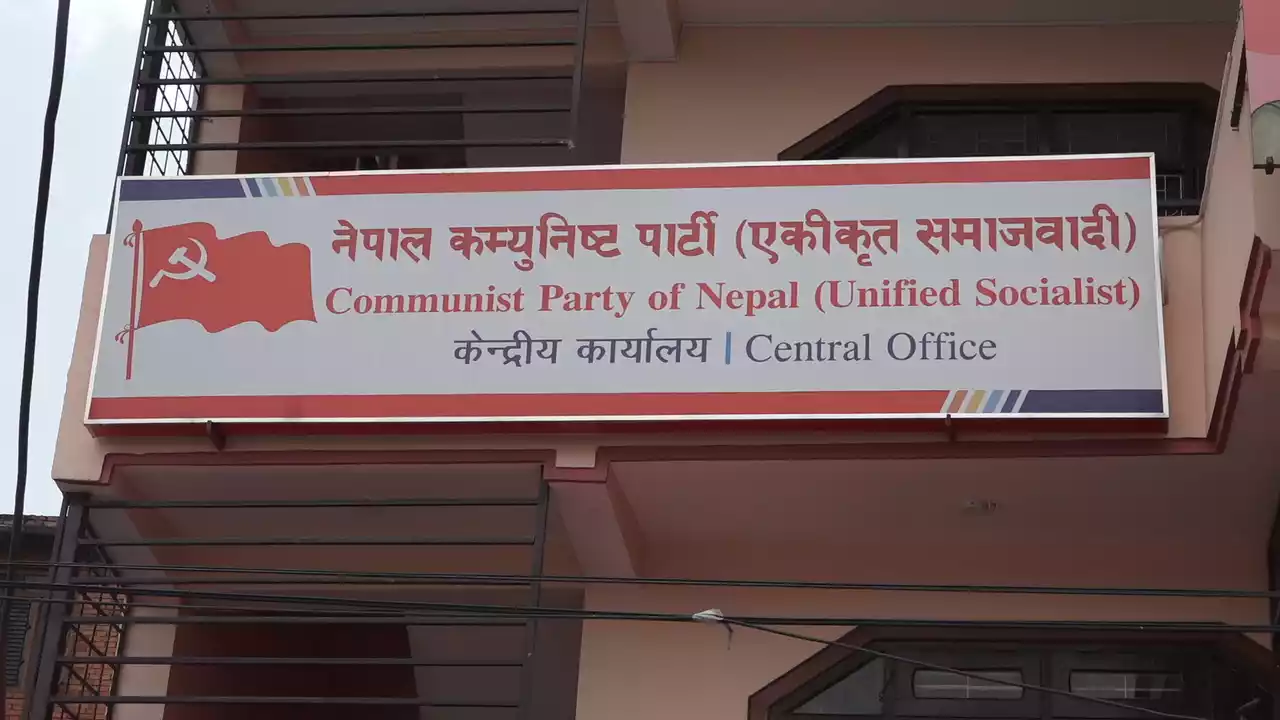 नेपाल कम्युनिष्ट पार्टी (एकीकृत समाजवादी)
Communist Party of Nepal (Unified Socialist)
केन्द्रीय कार्यालय | Central Office